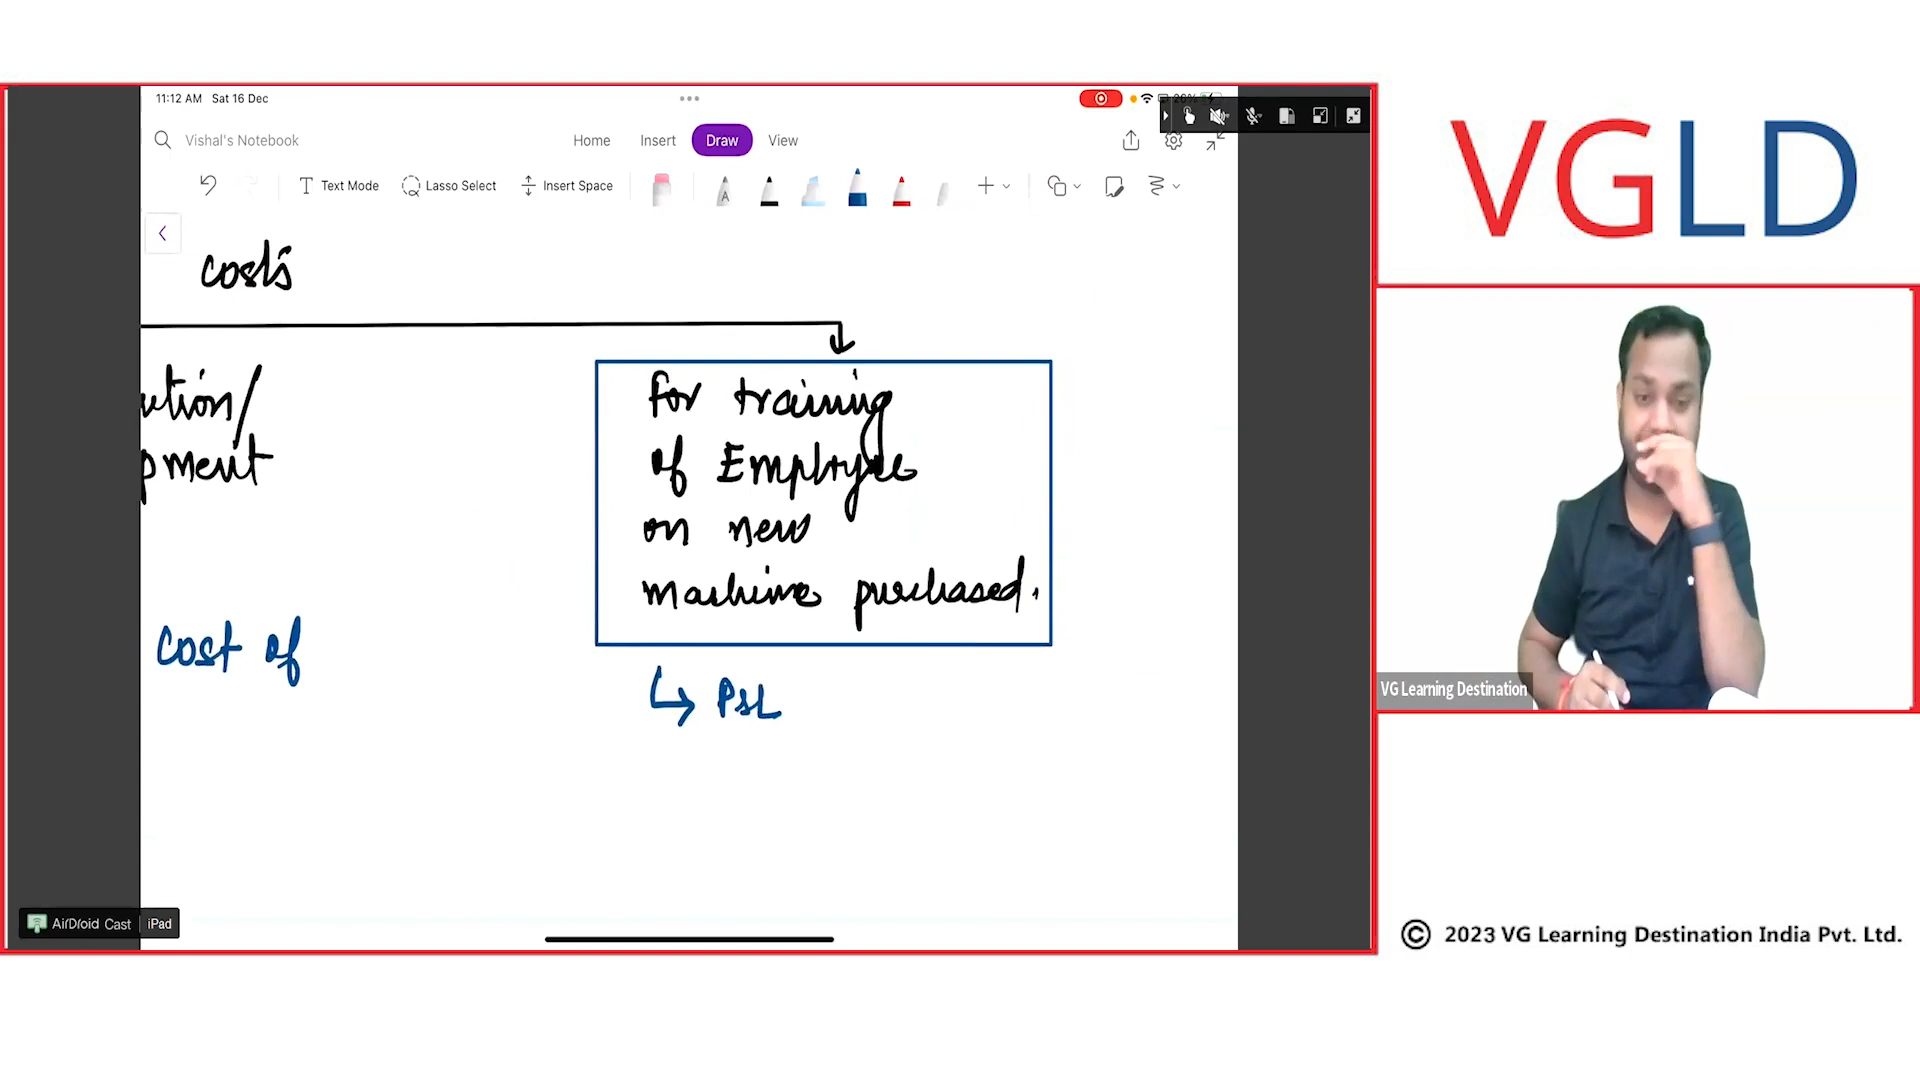 11:12 AM Sat 16 Dec
26%
Vishal's Notebook
Home Insert Draw View
Text Mode Lasso Select Insert Space
A
costs
ution/
pment
for training
of Employee
on new
machine purchased.
cost of
↳ P&L
AirDroid Cast iPad
VGLD
VG Learning Destination
© 2023 VG Learning Destination India Pvt. Ltd.